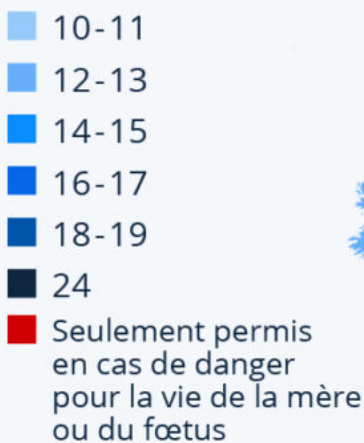 10-11
12-13
14-15
16-17
18-19
24
Seulement permis
en cas de danger
pour la vie de la mère
ou du fœtus